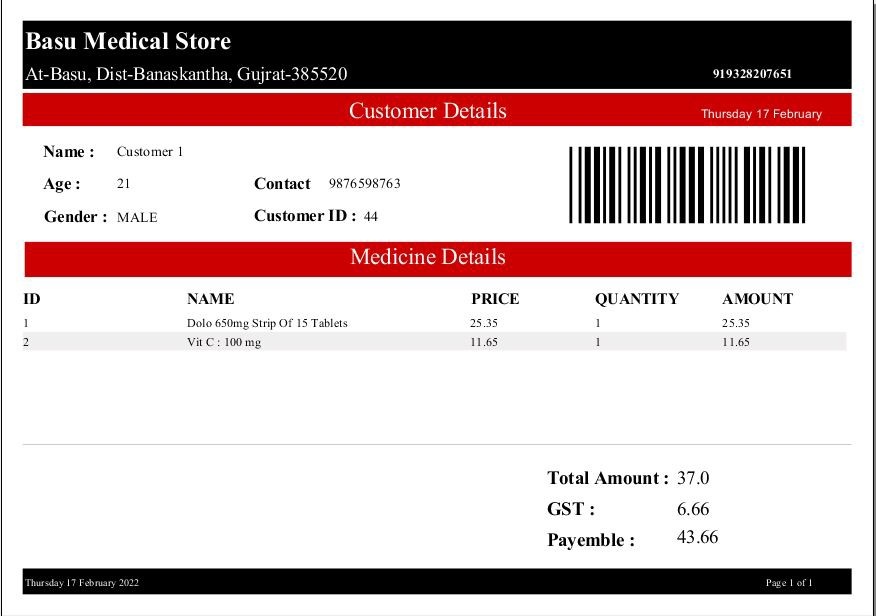 Basu Medical Store
At-Basu, Dist-Banaskantha, Gujrat-385520 919328207651
Customer Details Thursday 17 February
Name : Customer 1
Age : 21 Contact 9876598763
Gender : MALE Customer ID : 44
Medicine Details
ID NAME PRICE QUANTITY AMOUNT
1 Dolo 650mg Strip Of 15 Tablets 25.35 1 25.35
2 Vit C : 100 mg 11.65 1 11.65
Total Amount : 37.0
GST : 6.66
Payemble : 43.66
Thursday 17 February 2022 Page 1 of 1